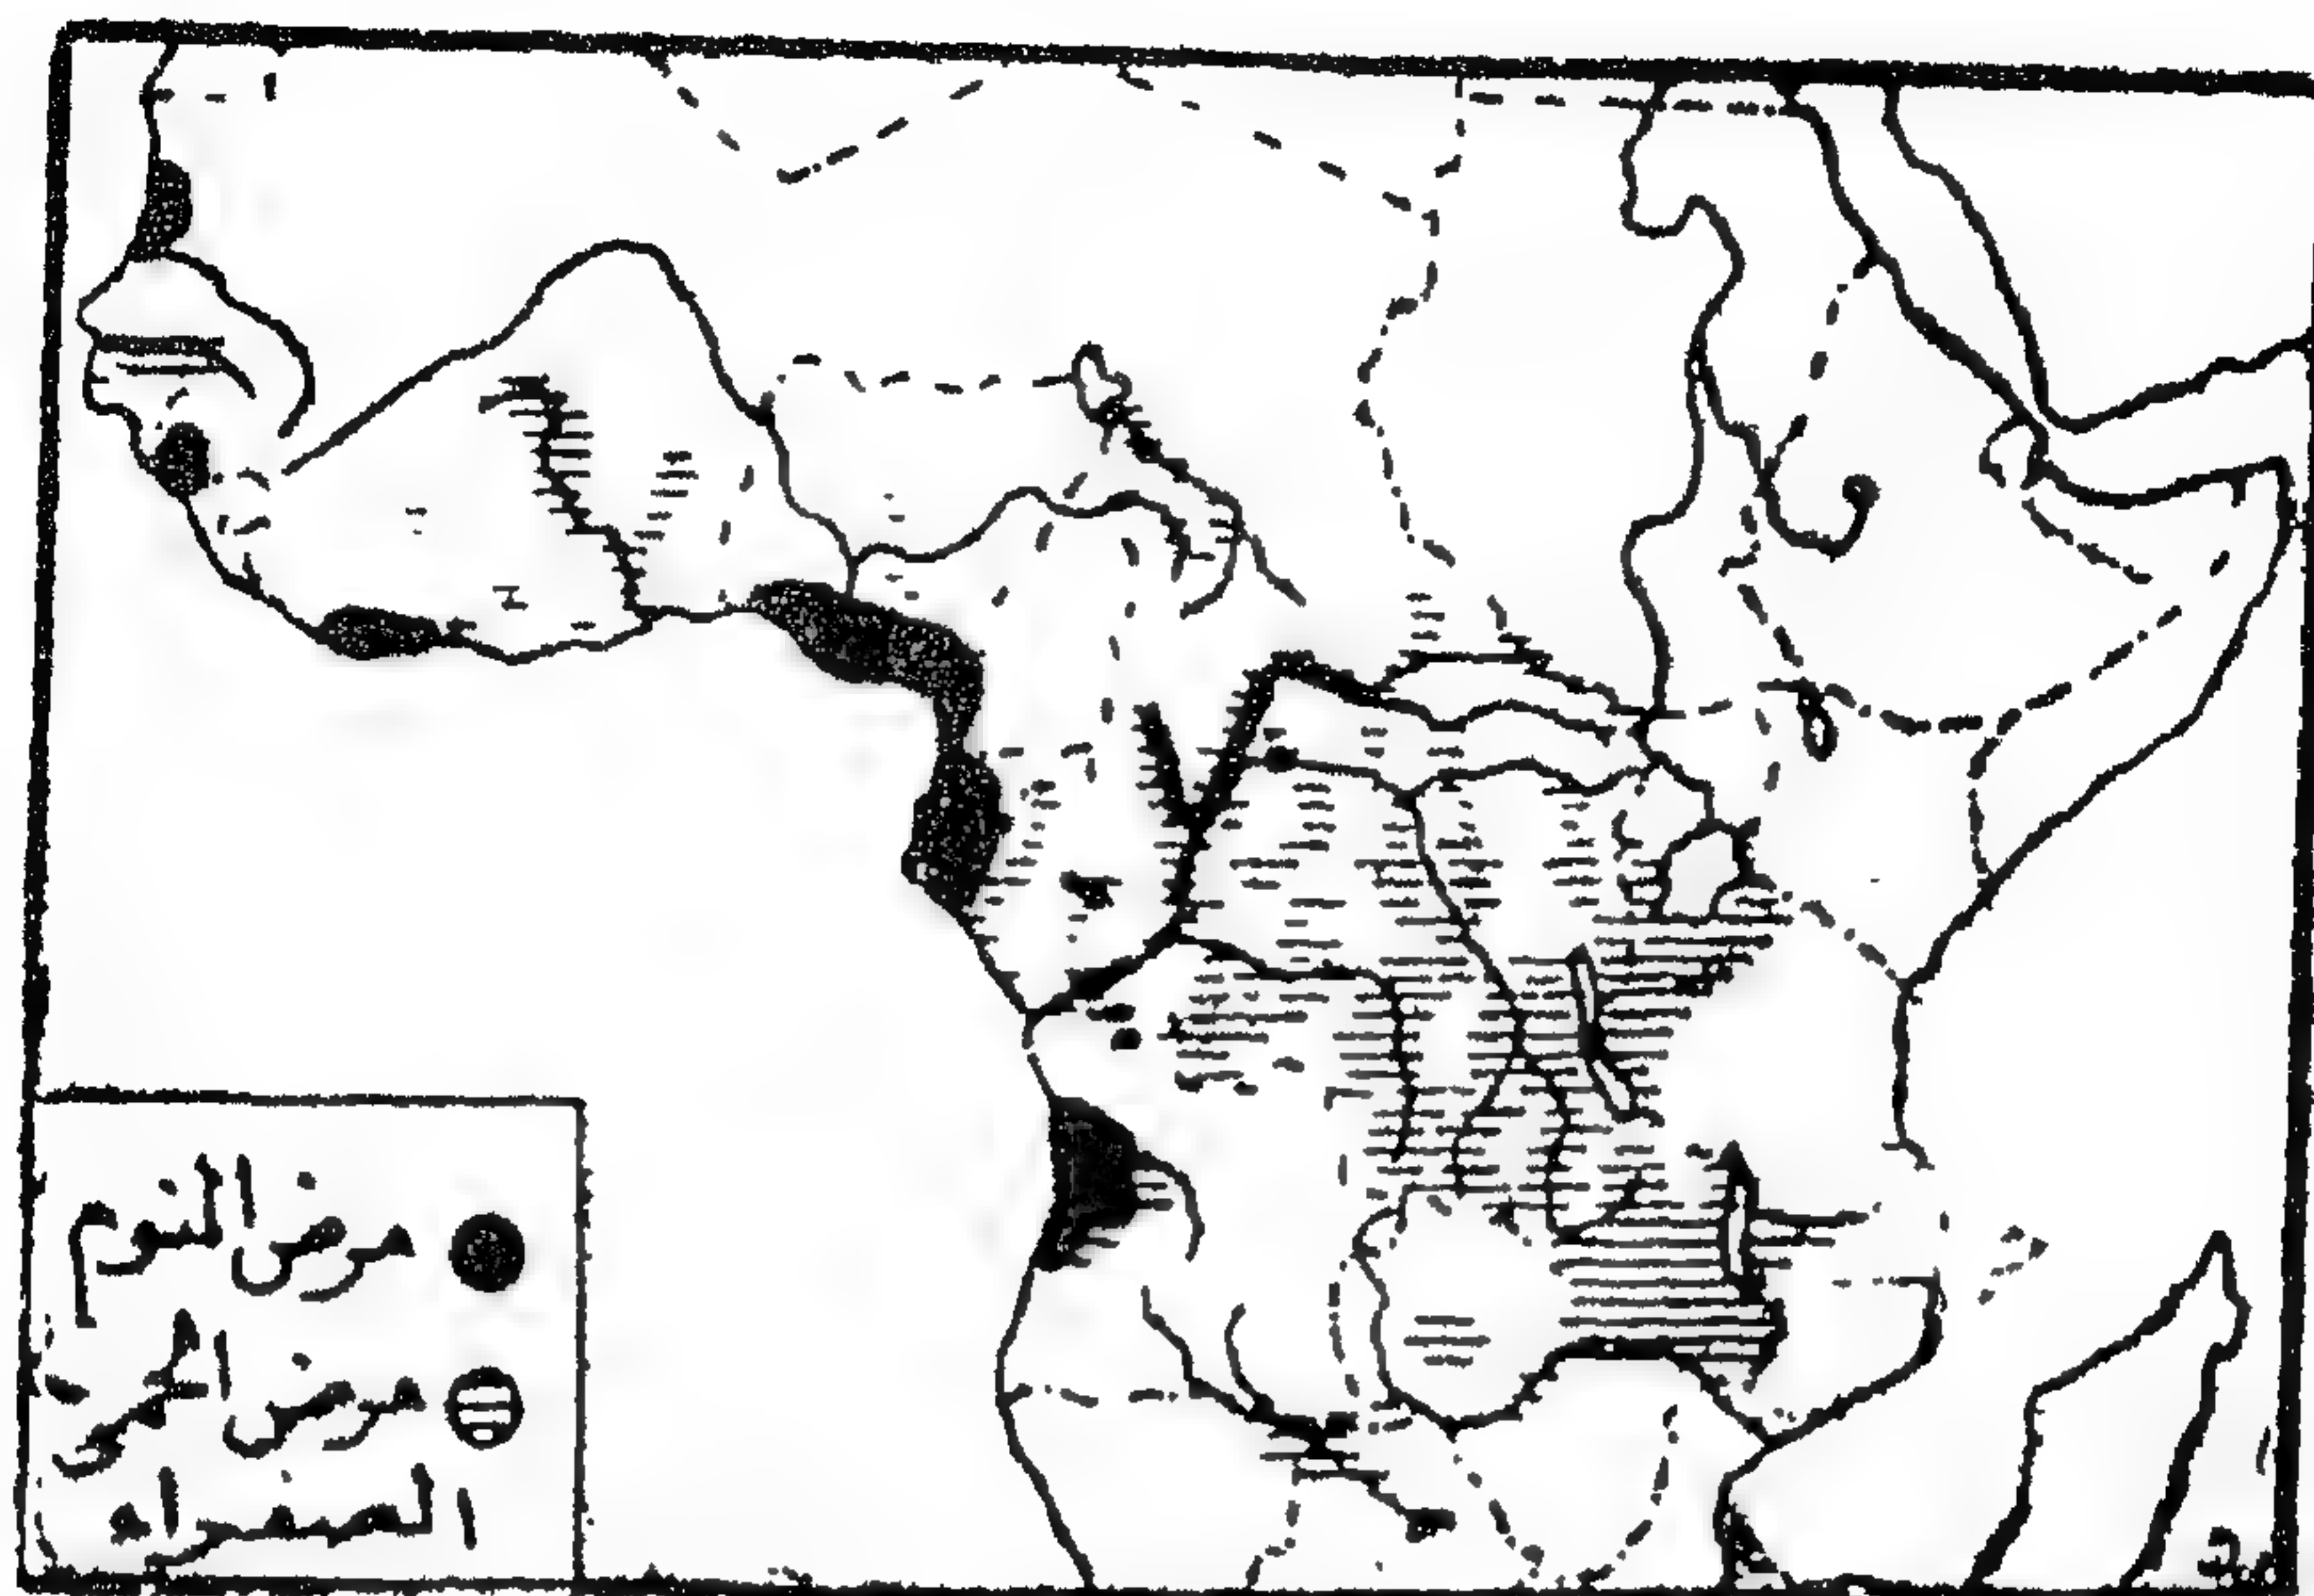 مرض النوم
مرض الحمى
الصفراء